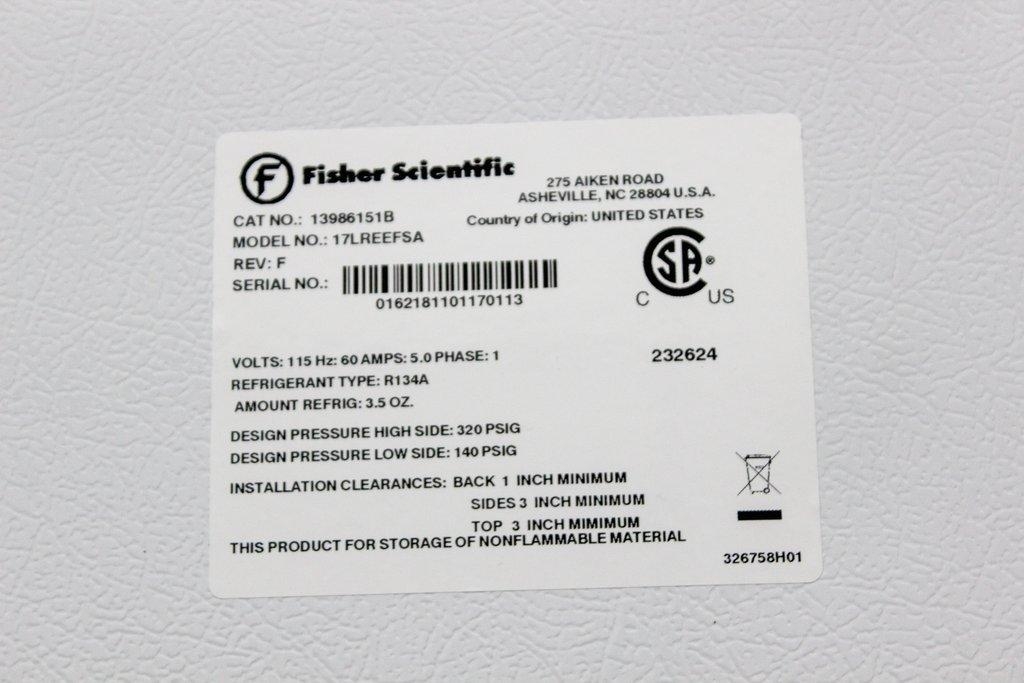 Fisher Scientific
275 AIKEN ROAD
ASHEVILLE, NC 28804 U.S.A.
CAT NO.: 13986151B
Country of Origin: UNITED STATES
MODEL NO.: 17LREEFSA
REV: F
SERIAL NO.:
0162181101170113
SA®
C US
VOLTS: 115 Hz: 60 AMPS: 5.0 PHASE: 1
232624
REFRIGERANT TYPE: R134A
AMOUNT REFRIG: 3.5 OZ.
DESIGN PRESSURE HIGH SIDE: 320 PSIG
DESIGN PRESSURE LOW SIDE: 140 PSIG
INSTALLATION CLEARANCES: BACK 1 INCH MINIMUM
SIDES 3 INCH MINIMUM
TOP 3 INCH MIMIMUM
THIS PRODUCT FOR STORAGE OF NONFLAMMABLE MATERIAL
326758H01